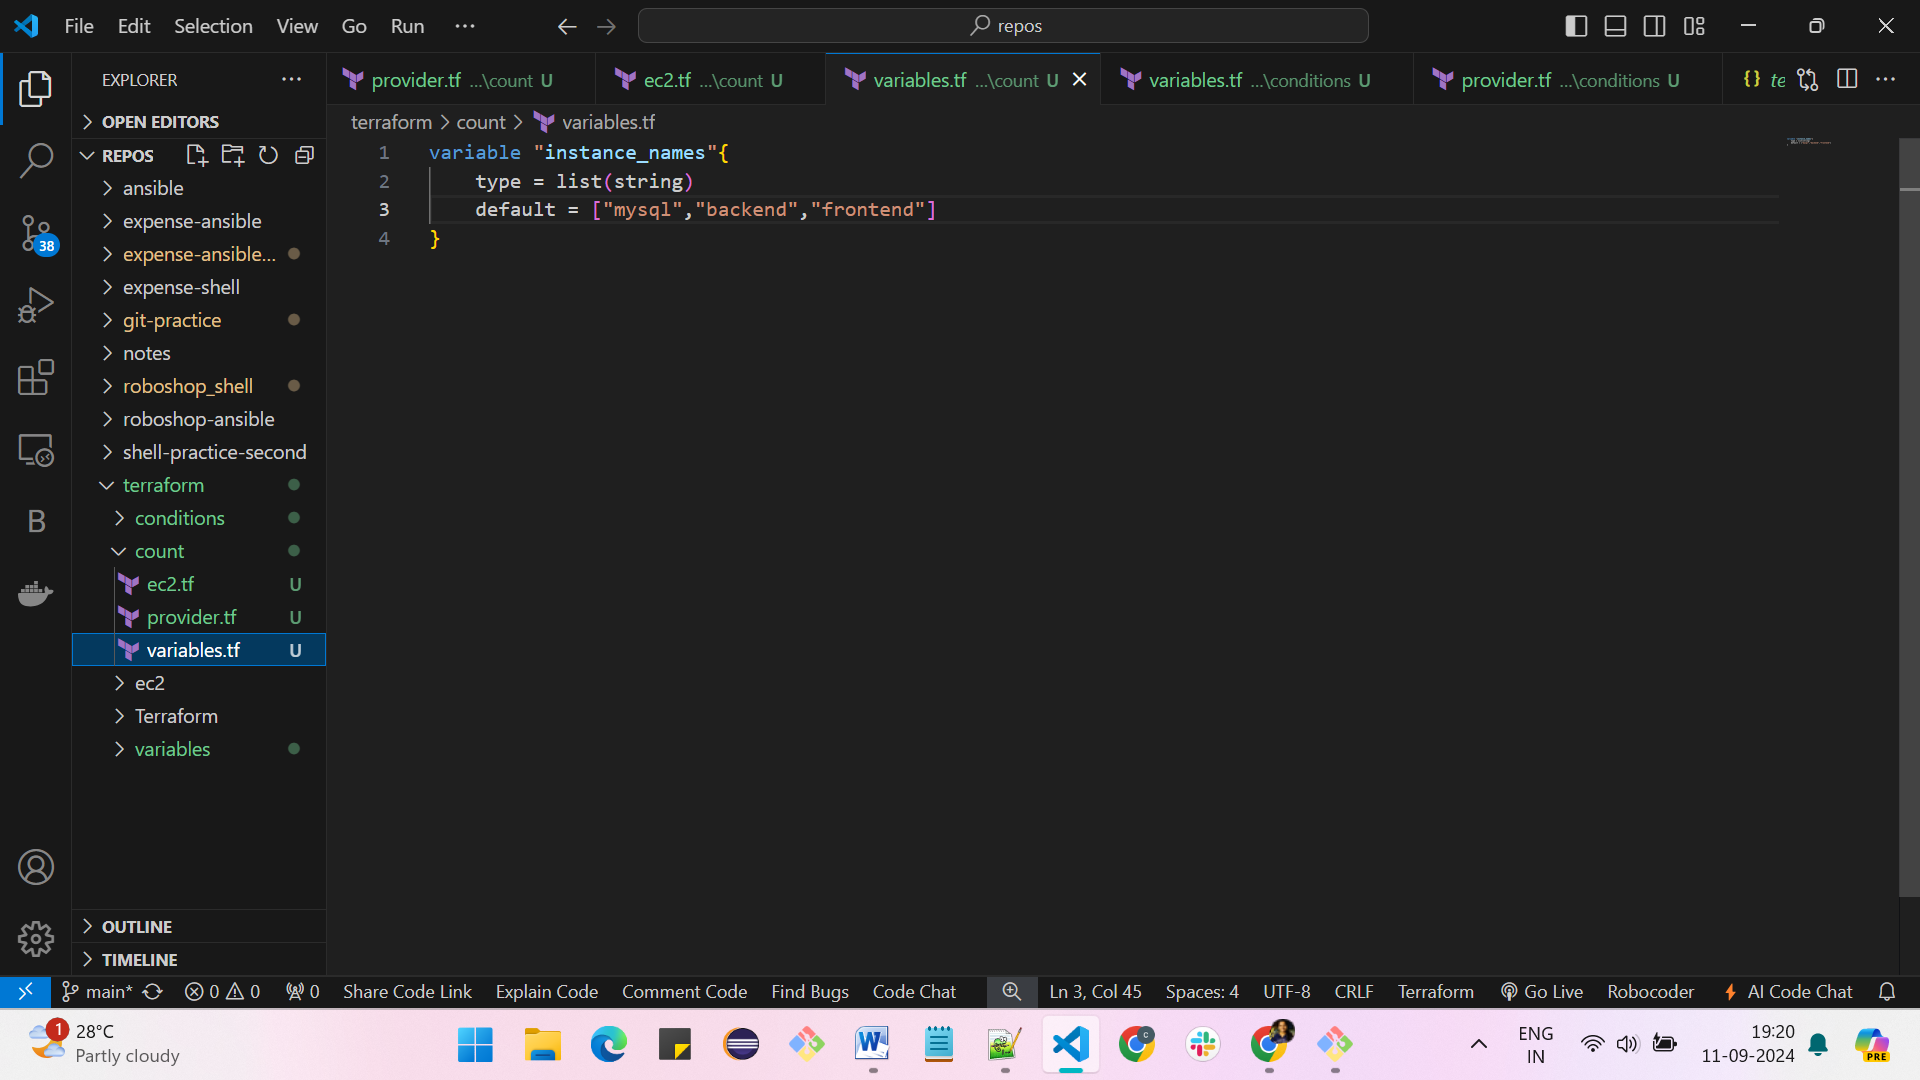 File Edit Selection View Go Run ··· repos
EXPLORER ···
provider.tf ...\count U ec2.tf ...\count U variables.tf ...\count U variables.tf ...\conditions U provider.tf ...\conditions U {} te ···
OPEN EDITORS
terraform > count > variables.tf
REPOS
ansible
expense-ansible
expense-ansible...
expense-shell
git-practice
notes
roboshop_shell
roboshop-ansible
shell-practice-second
terraform
conditions
count
ec2.tf U
provider.tf U
variables.tf U
ec2
Terraform
variables
OUTLINE
TIMELINE
38
B
1 variable "instance_names"{
2 type = list(string)
3 default = ["mysql","backend","frontend"]
4 }
main* 0 0 0 Share Code Link Explain Code Comment Code Find Bugs Code Chat Ln 3, Col 45 Spaces: 4 UTF-8 CRLF Terraform Go Live Robocoder AI Code Chat
1 28°C
Partly cloudy
W
c
ENG
IN
19:20
11-09-2024
PRE